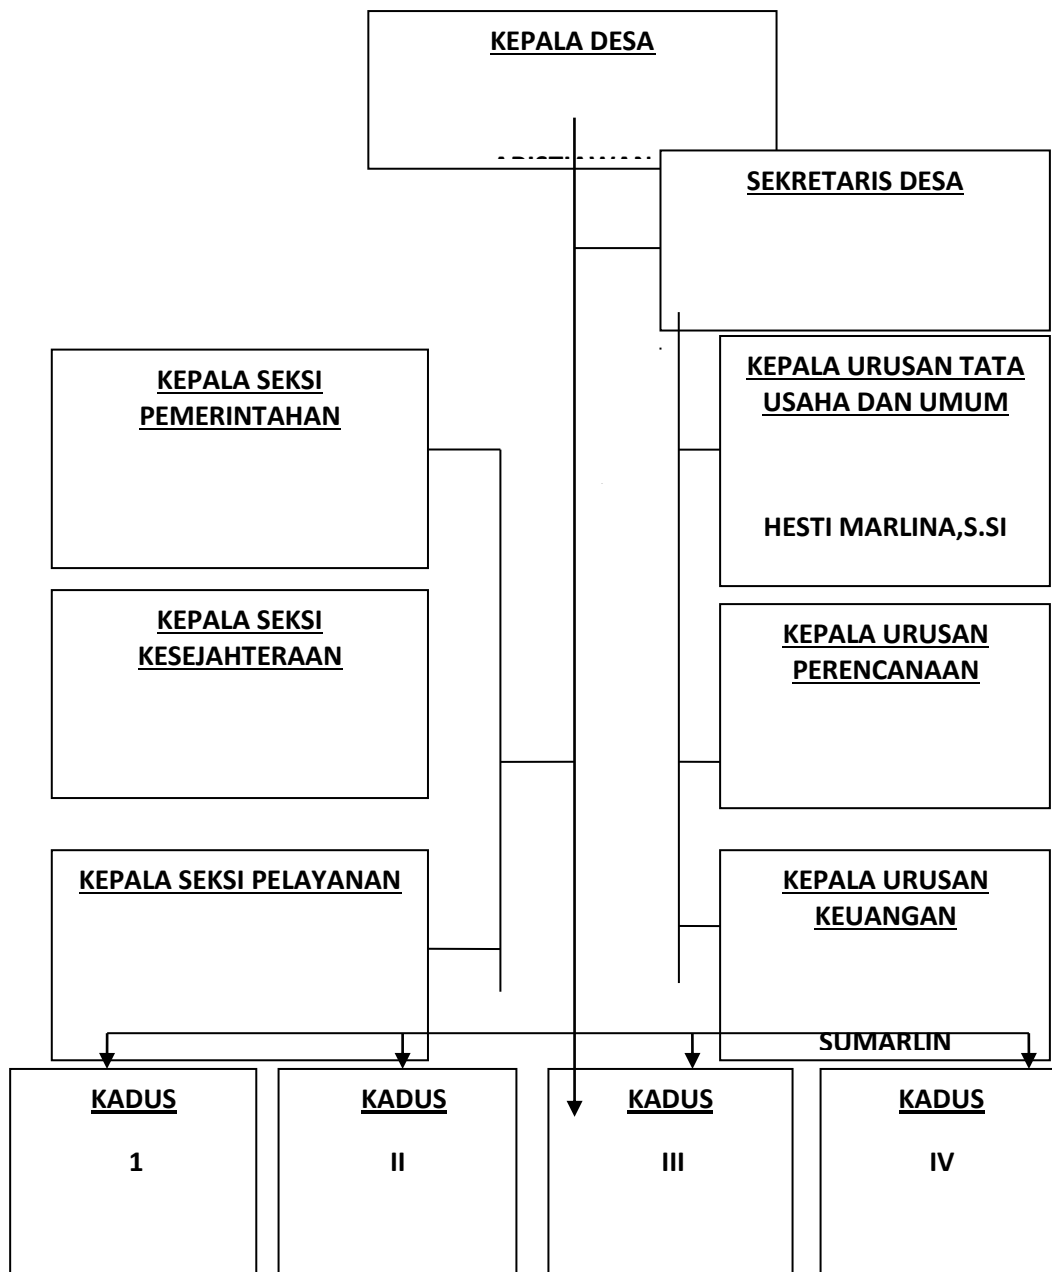 KEPALA DESA
SEKRETARIS DESA
KEPALA SEKSI
PEMERINTAHAN
KEPALA URUSAN TATA
USAHA DAN UMUM
HESTI MARLINA,S.SI
KEPALA SEKSI
KESEJAHTERAAN
KEPALA URUSAN
PERENCANAAN
KEPALA SEKSI PELAYANAN
KEPALA URUSAN
KEUANGAN
SUMARLIN
KADUS
1
KADUS
II
KADUS
III
KADUS
IV